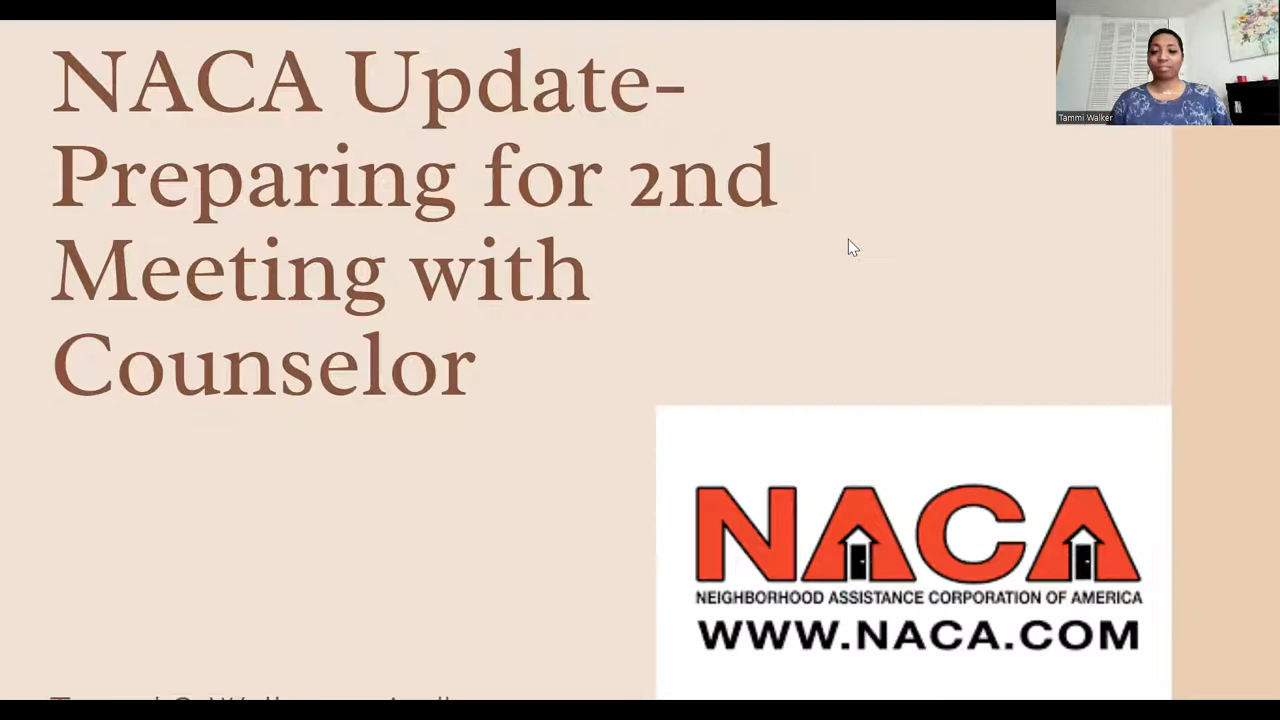 NACA Update-
Preparing for 2nd
Meeting with
Counselor
Tammi Walker
NACA
NEIGHBORHOOD ASSISTANCE CORPORATION OF AMERICA
WWW.NACA.COM